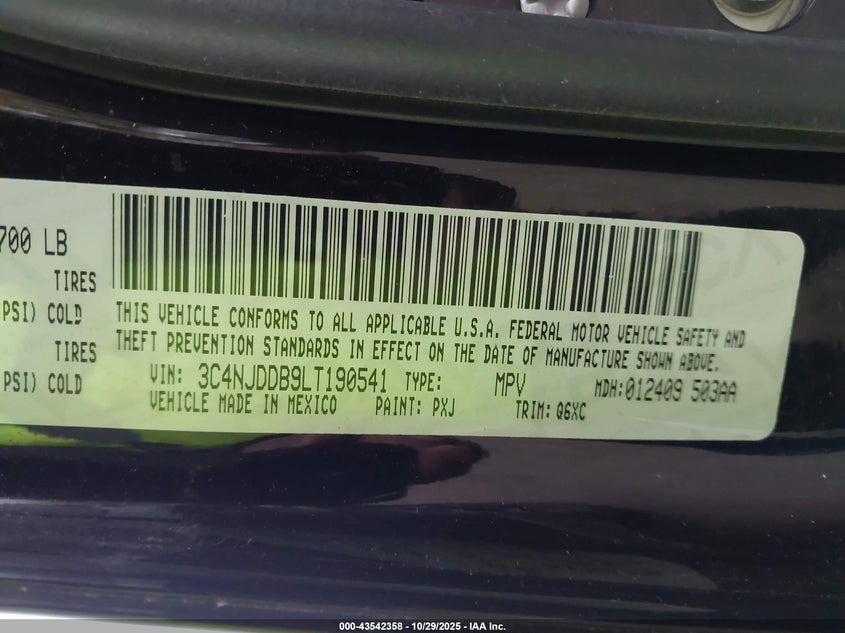 700 LB
TIRES
PSI) COLD
TIRES
PSI) COLD
THIS VEHICLE CONFORMS TO ALL APPLICABLE U.S.A. FEDERAL MOTOR VEHICLE SAFETY AND
THEFT PREVENTION STANDARDS IN EFFECT ON THE DATE OF MANUFACTURE SHOWN ABOVE.
VIN: 3C4NJDDB9LT190541 TYPE: MPV MDH:012409 503AA
VEHICLE MADE IN MEXICO PAINT: PXJ TRIM: Q6XC
000-43542358 - 10/29/2025 - IAA Inc.